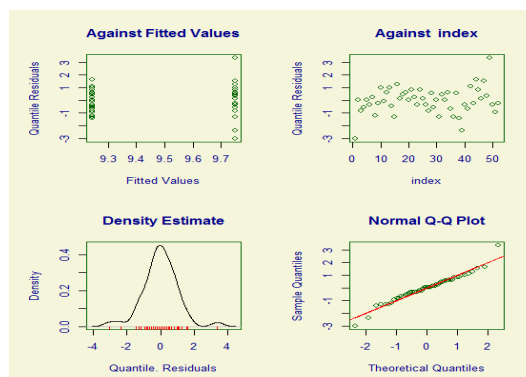 Against Fitted Values
Quantile Residuals
3
2
1
-1
-3
9.3 9.4 9.5 9.6 9.7
Fitted Values
Against index
Quantile Residuals
3
2
1
-1
-3
0 10 20 30 40 50
index
Density Estimate
Density
0.4
0.2
0.0
-4 -2 0 2 4
Quantile. Residuals
Normal Q-Q Plot
Sample Quantiles
3
1
-1
-3
-2 -1 0 1 2
Theoretical Quantiles